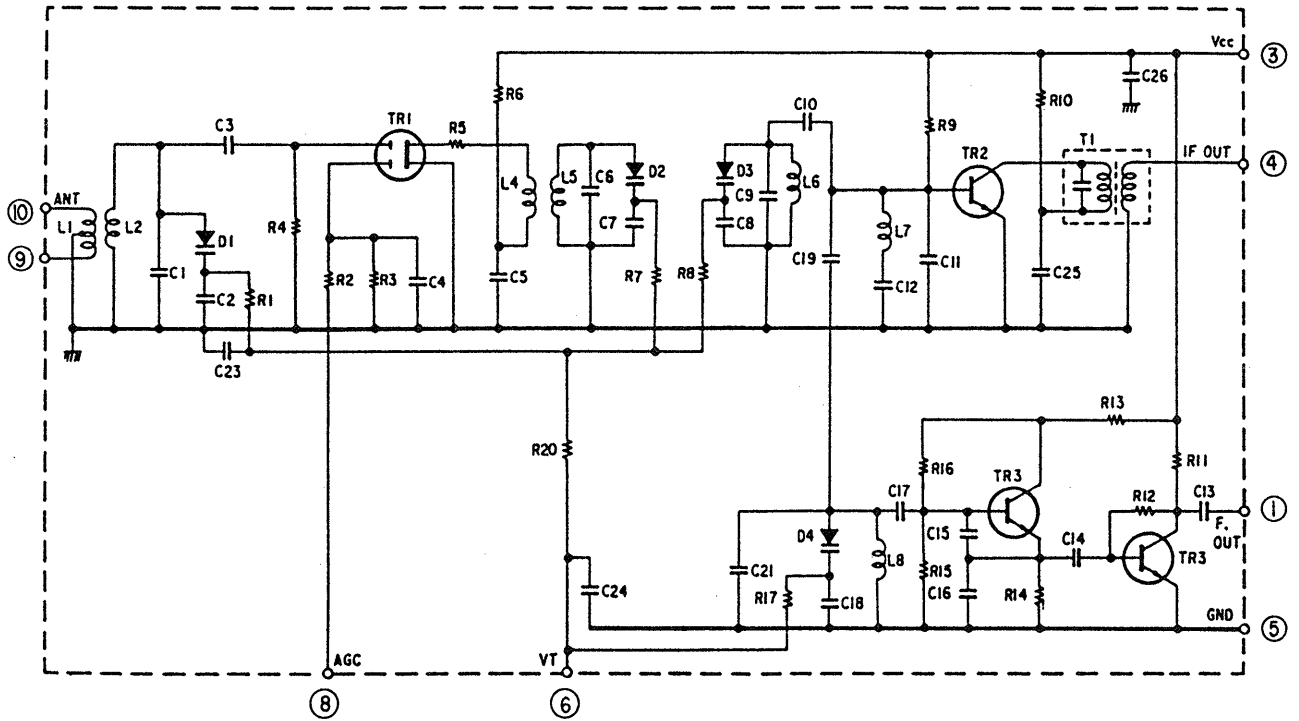 Vcc
③
C26
R6
R10
C10
C3
TR1
R5
R9
TR2
T1
IF OUT
④
D2
D3
L4
L5
C6
C9
L6
⑩
ANT
L1
L2
C7
C8
⑨
D1
R4
L7
C1
R2
R3
C4
C5
R7
R8
C19
C11
C25
C2
R1
C12
C23
R13
R20
R16
R11
TR3
C17
R12
C13
①
D4
C15
C14
F.
OUT
L8
TR3
C21
R15
C24
R17
C18
C16
R14
GND
⑤
AGC
VT
⑧
⑥